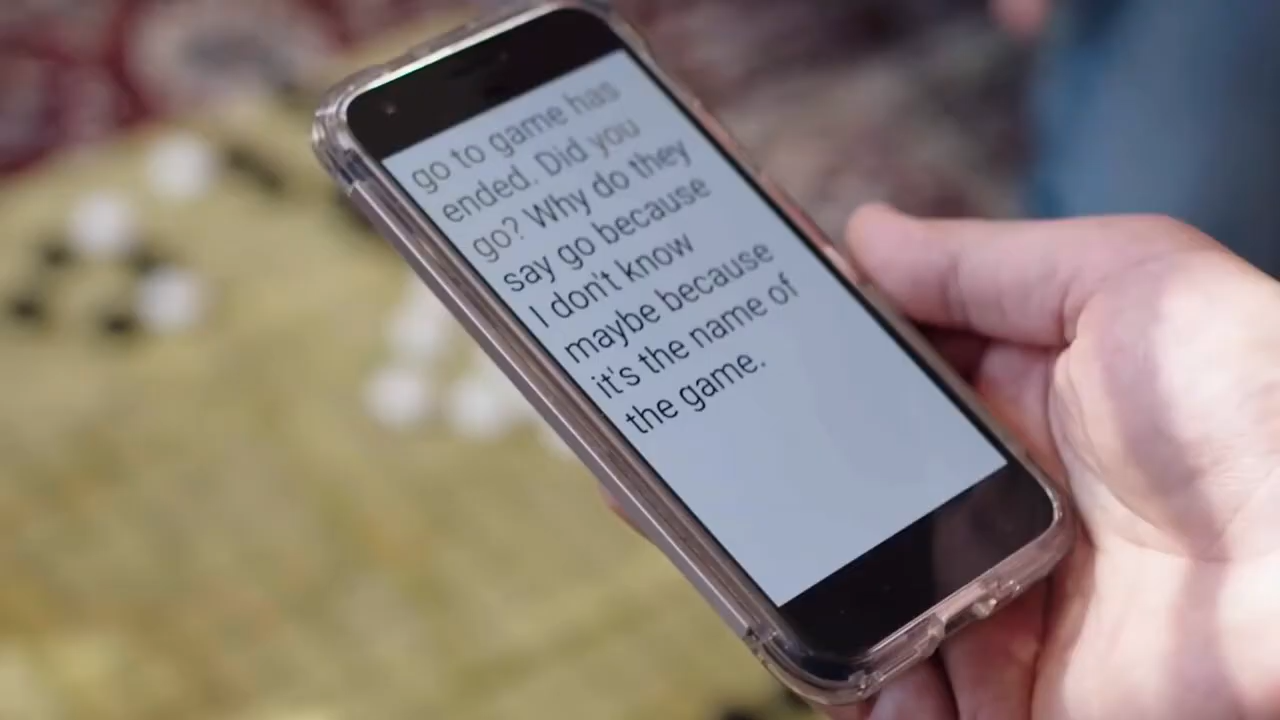 go to game has
ended. Did you
go? Why do they
say go because
I don't know
maybe because
it's the name of
the game.